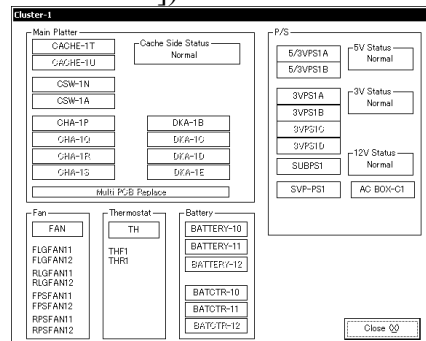 Cluster-1
Main Platter
CACHE-1T
CACHE-1U
Cache Side Status
Normal
CSW-1N
CSW-1A
CHA-1P
CHA-1Q
CHA-1R
CHA-1S
DKA-1B
DKA-1C
DKA-1D
DKA-1E
Multi PCB Replace
P/S
5/3VPS1A
5/3VPS1B
5V Status
Normal
3VPS1A
3VPS1B
3VPS1C
3VPS1D
3V Status
Normal
SUBPS1
12V Status
Normal
SVP-PS1
AC BOX-C1
Fan
FAN
FLGFAN11
FLGFAN12
RLGFAN11
RLGFAN12
FPSFAN11
FPSFAN12
RPSFAN11
RPSFAN12
Thermostat
TH
THF1
THR1
Battery
BATTERY-10
BATTERY-11
BATTERY-12
BATCTR-10
BATCTR-11
BATCTR-12
Close